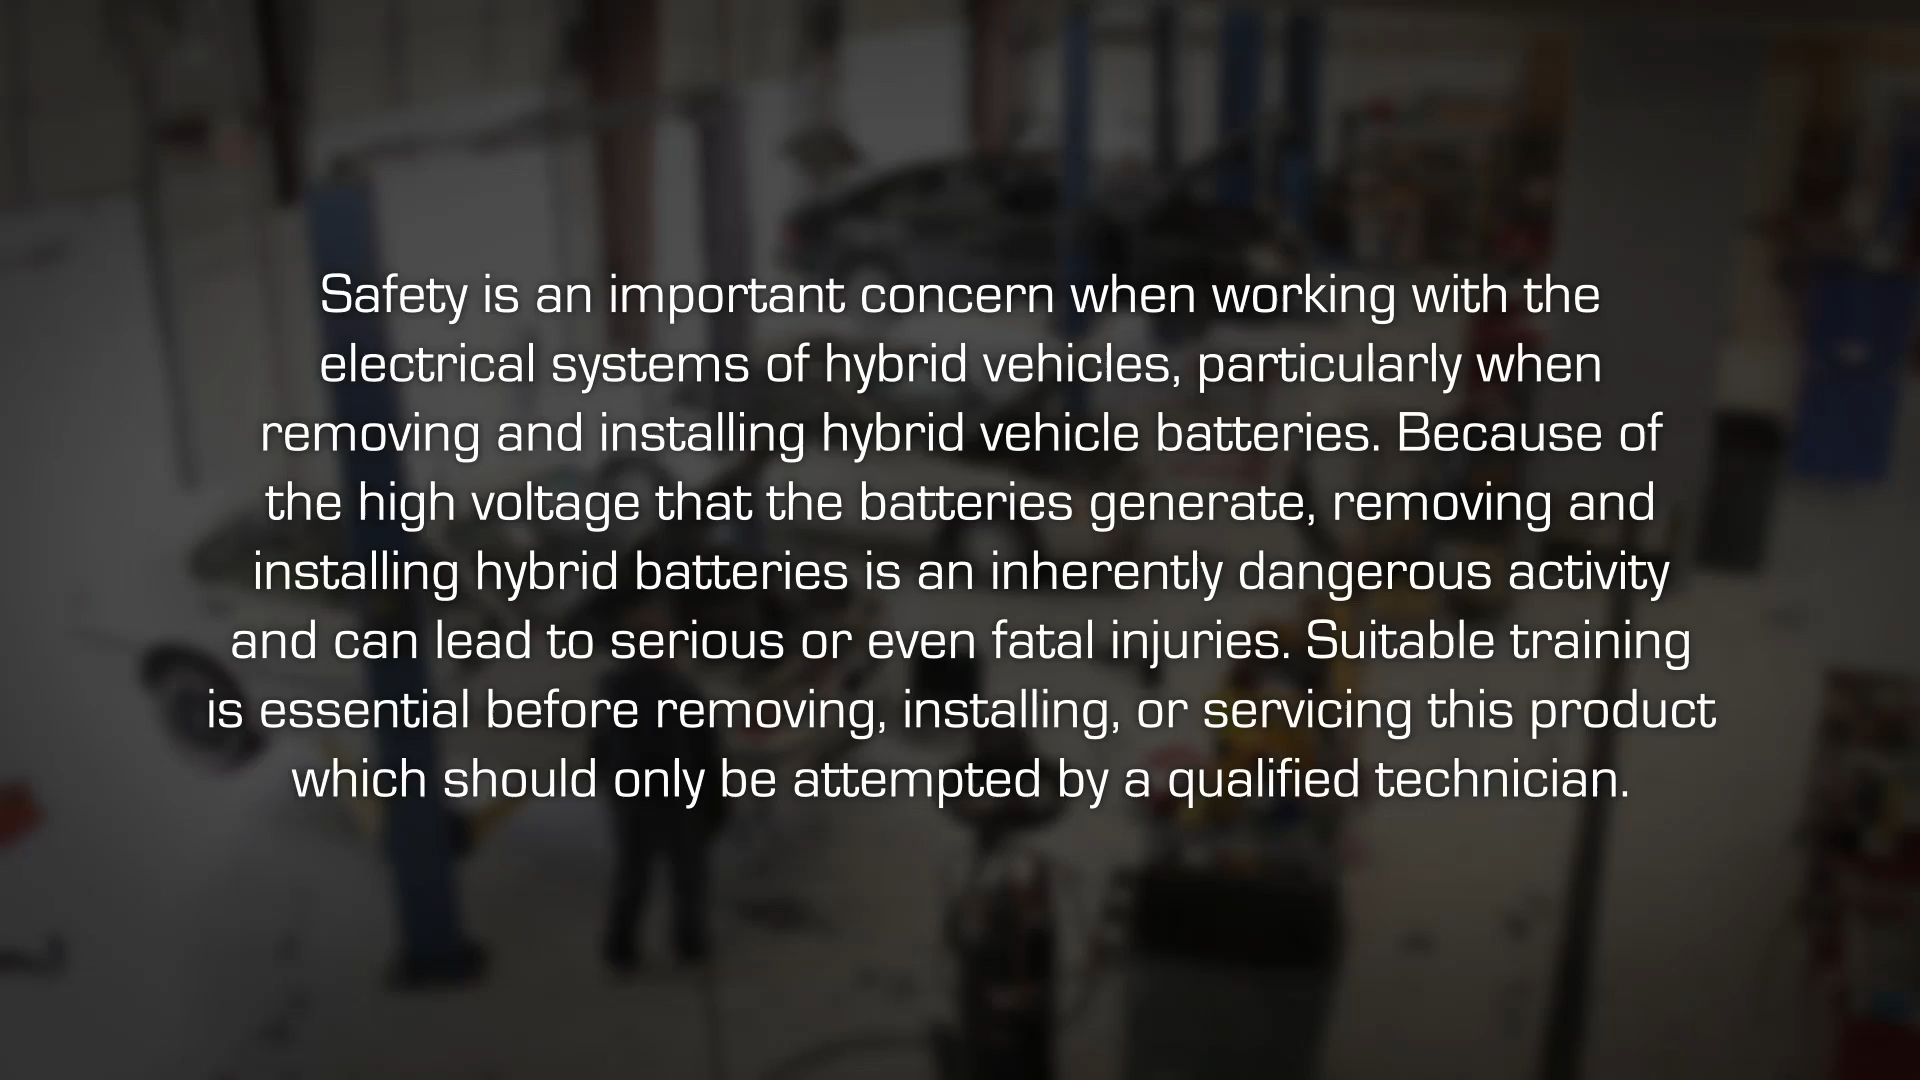 Safety is an important concern when working with the
electrical systems of hybrid vehicles, particularly when
removing and installing hybrid vehicle batteries. Because of
the high voltage that the batteries generate, removing and
installing hybrid batteries is an inherently dangerous activity
and can lead to serious or even fatal injuries. Suitable training
is essential before removing, installing, or servicing this product
which should only be attempted by a qualified technician.